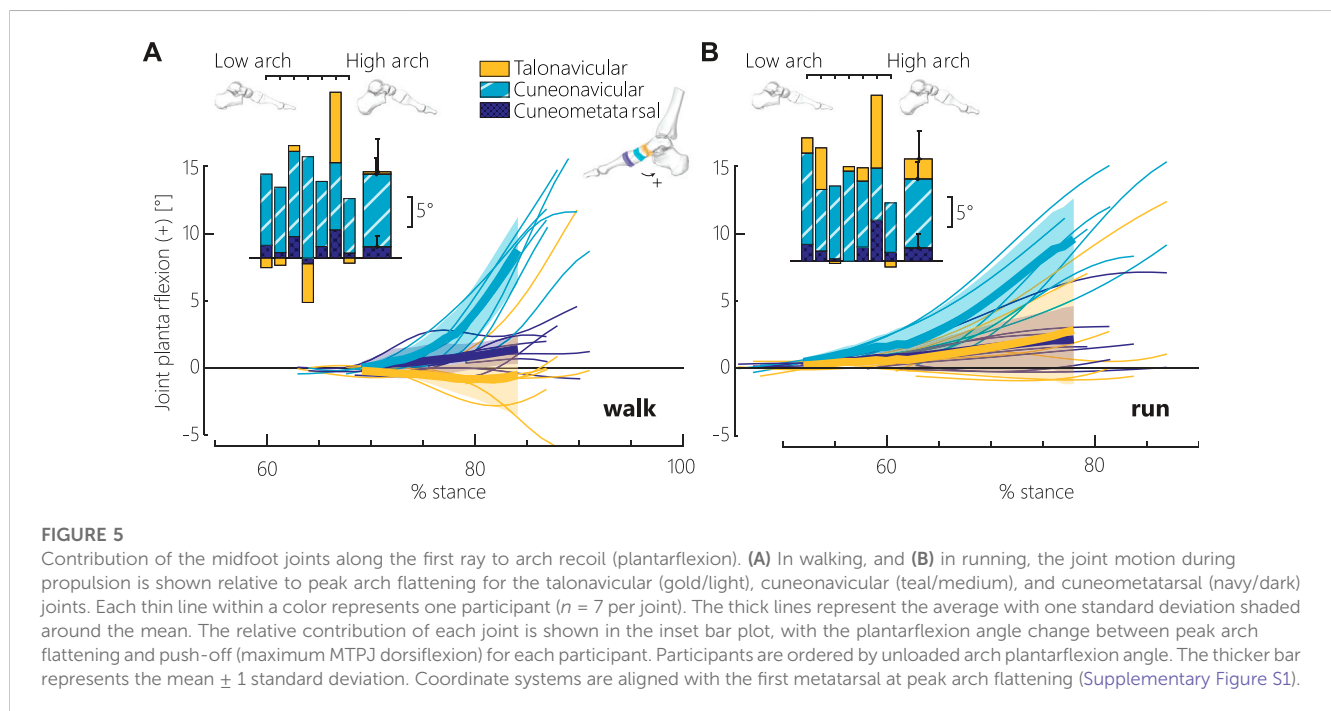 A
Low arch
High arch
Talonavicular
Cuneonavicular
Cuneometatarsal
+
5°
15
10
5
0
–5
Joint planta rflexion (+) [°]
walk
60
80
100
% stance
B
Low arch
High arch
5°
15
10
5
0
–5
run
60
80
% stance
FIGURE 5
Contribution of the midfoot joints along the first ray to arch recoil (plantarflexion). (A) In walking, and (B) in running, the joint motion during
propulsion is shown relative to peak arch flattening for the talonavicular (gold/light), cuneonavicular (teal/medium), and cuneometatarsal (navy/dark)
joints. Each thin line within a color represents one participant (n = 7 per joint). The thick lines represent the average with one standard deviation shaded
around the mean. The relative contribution of each joint is shown in the inset bar plot, with the plantarflexion angle change between peak arch
flattening and push-off (maximum MTPJ dorsiflexion) for each participant. Participants are ordered by unloaded arch plantarflexion angle. The thicker bar
represents the mean ± 1 standard deviation. Coordinate systems are aligned with the first metatarsal at peak arch flattening (Supplementary Figure S1).